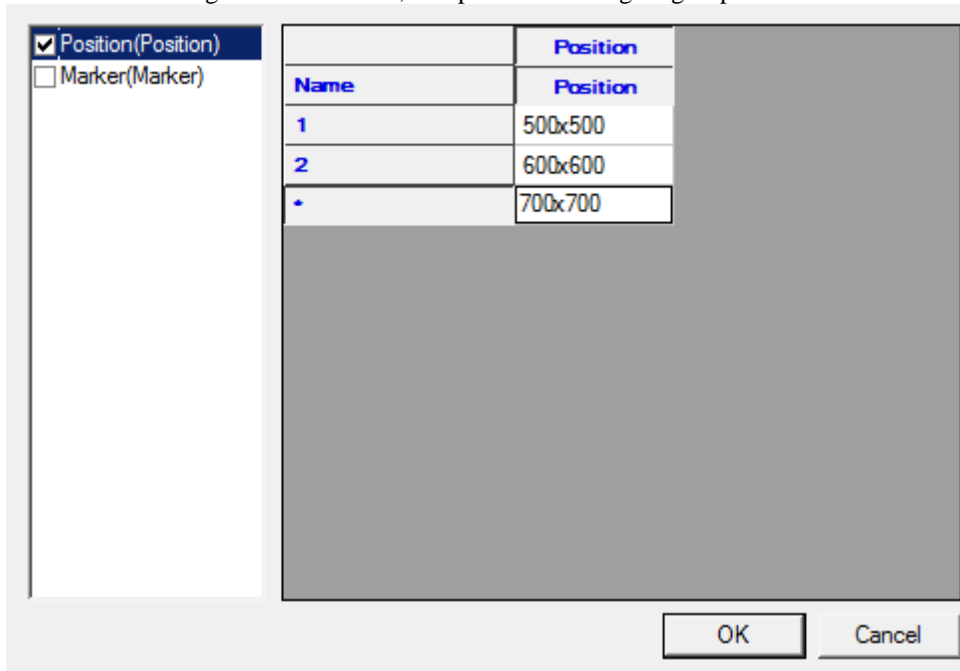 Position(Position)
Marker(Marker)
Position
Name Position
1 500x500
2 600x600
* 700x700
OK Cancel